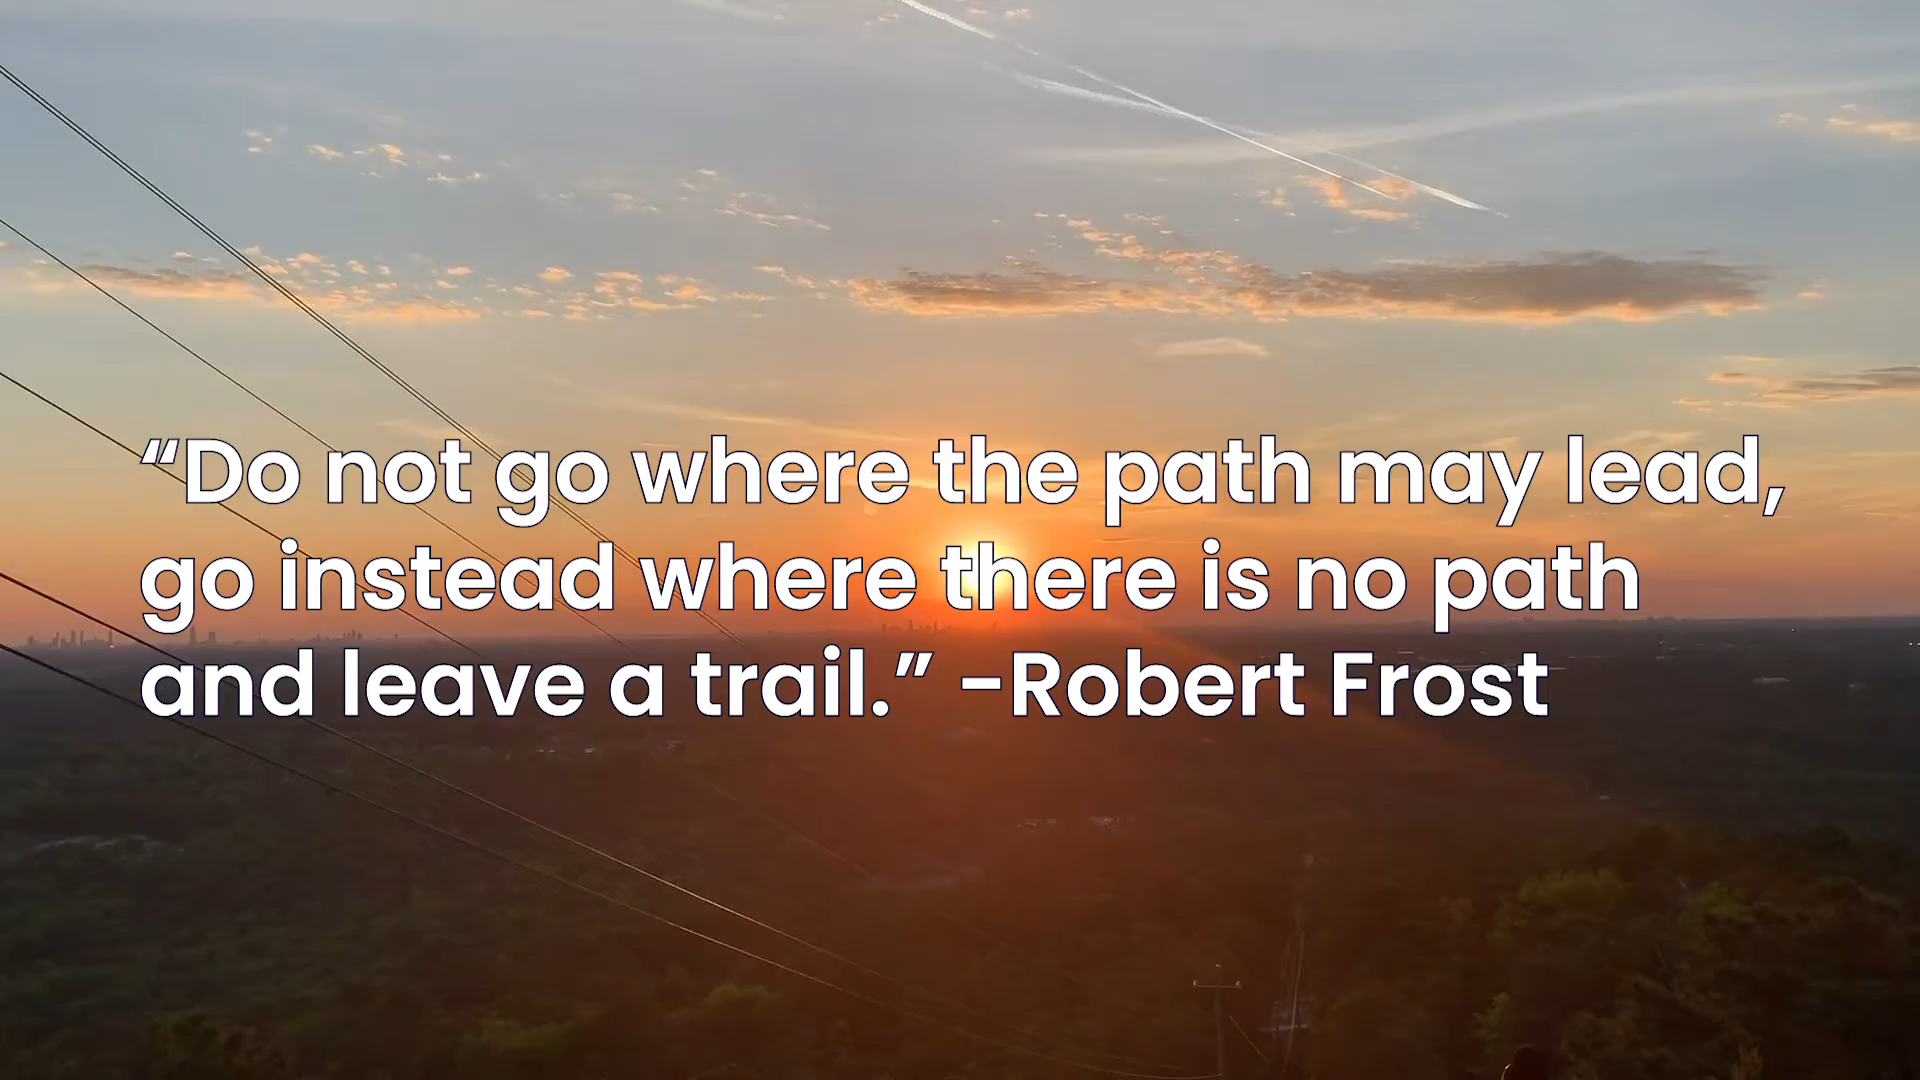 “Do not go where the path may lead,
go instead where there is no path
and leave a trail.” -Robert Frost